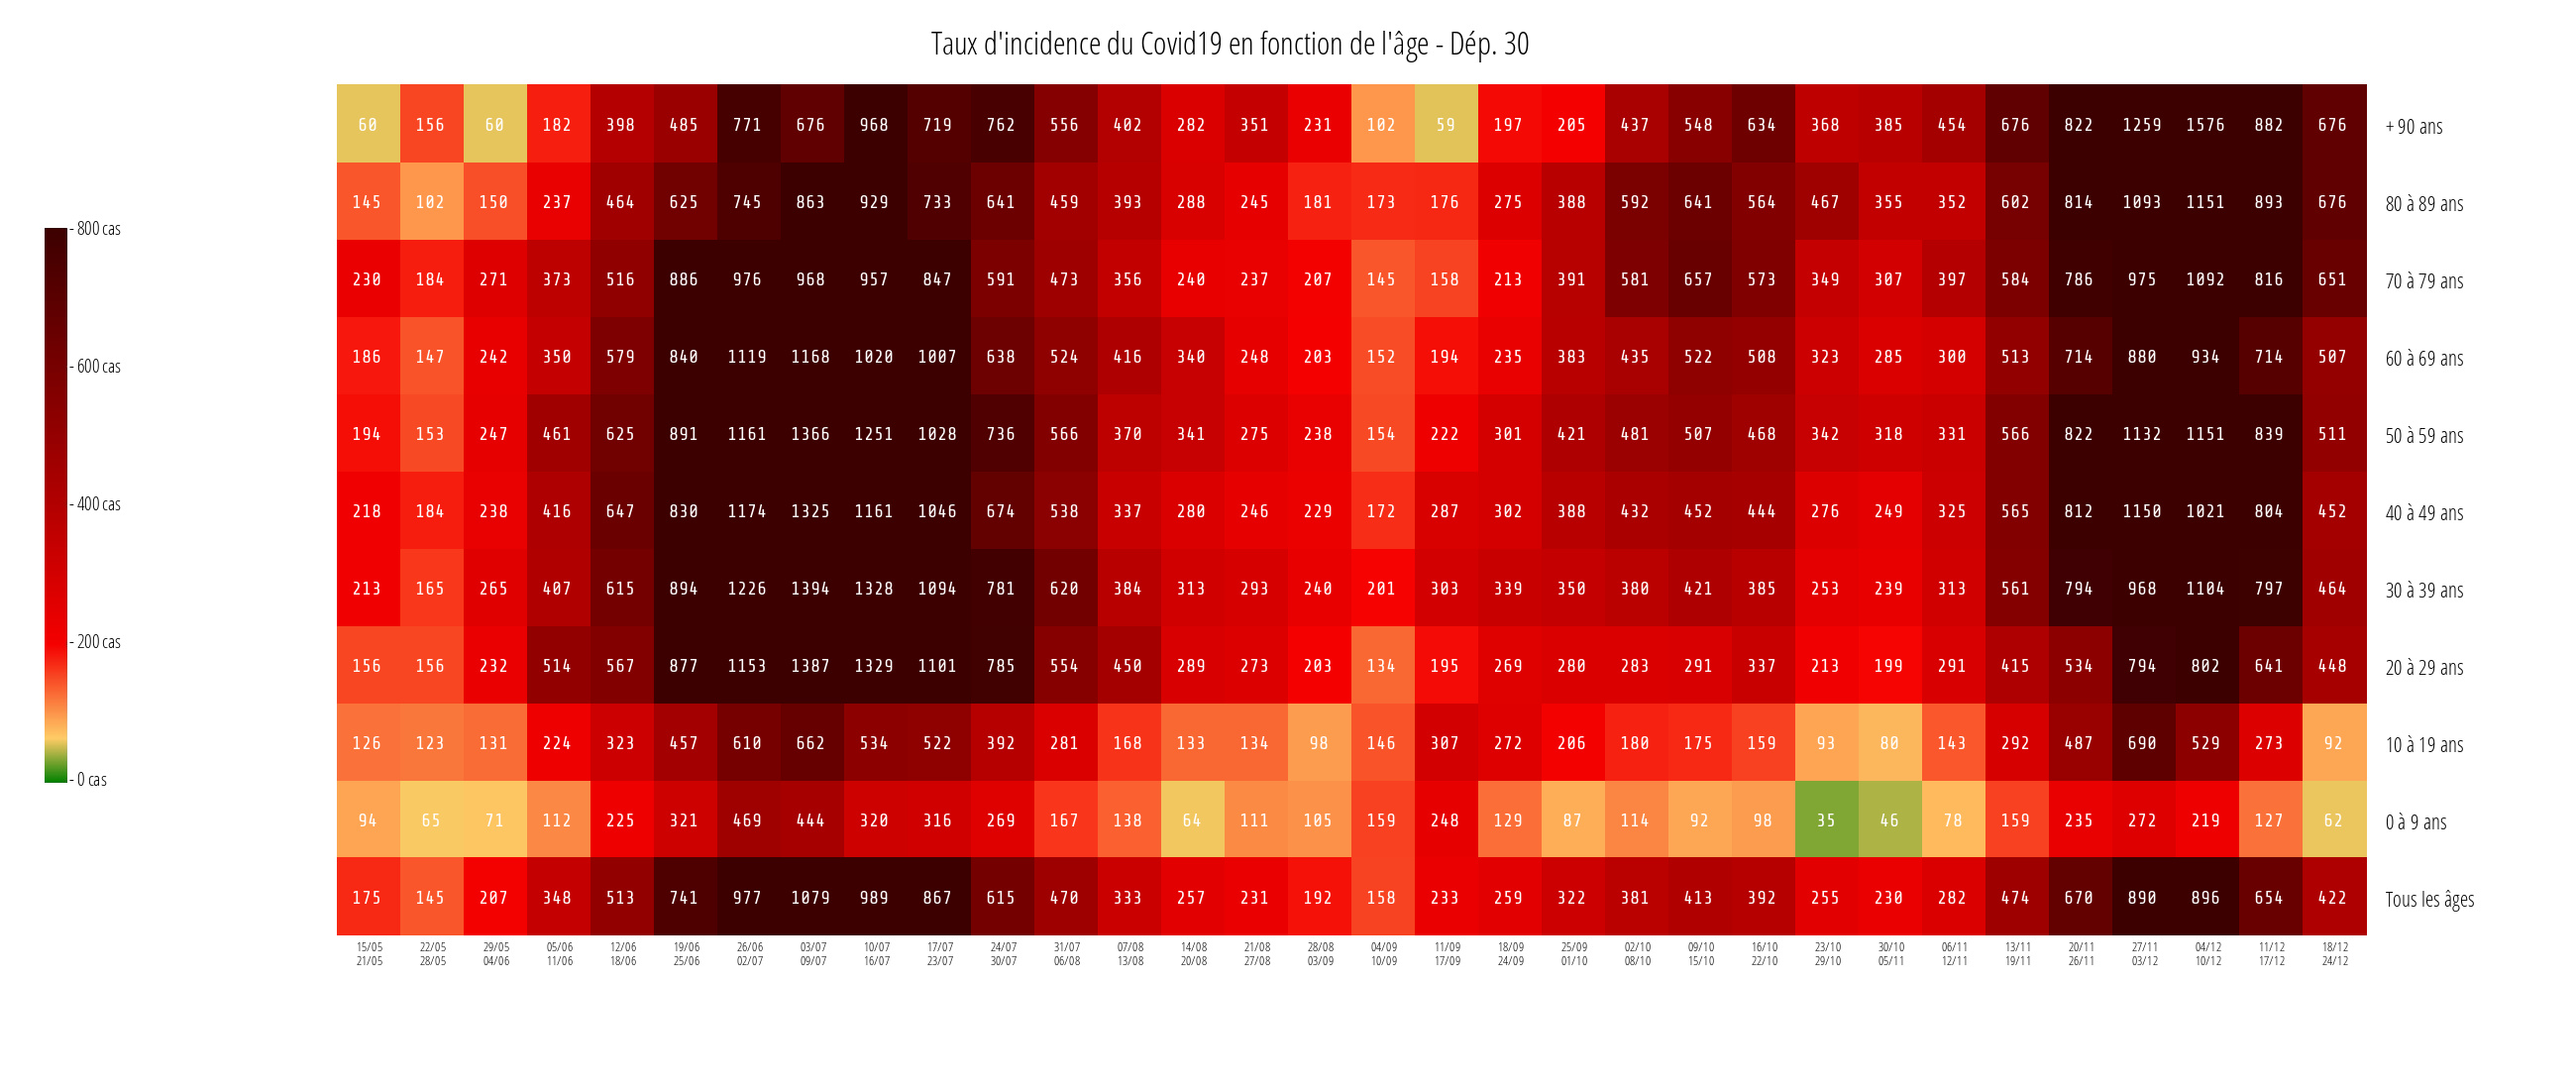 Taux d'incidence du Covid19 en fonction de l'âge - Dép. 30
60 156 60 182 398 485 771 676 968 719 762 556 402 282 351 231 102 59 197 205 437 548 634 368 385 454 676 822 1259 1576 882 676 + 90 ans
145 102 150 237 464 625 745 863 929 733 641 459 393 288 245 181 173 176 275 388 592 641 564 467 355 352 602 814 1093 1151 893 676 80 à 89 ans
- 800 cas
230 184 271 373 516 886 976 968 957 847 591 473 356 240 237 207 145 158 213 391 581 657 573 349 307 397 584 786 975 1092 816 651 70 à 79 ans
186 147 242 350 579 840 1119 1168 1020 1007 638 524 416 340 248 203 152 194 235 383 435 522 508 323 285 300 513 714 880 934 714 507 60 à 69 ans
- 600 cas
194 153 247 461 625 891 1161 1366 1251 1028 736 566 370 341 275 238 154 222 301 421 481 507 468 342 318 331 566 822 1132 1151 839 511 50 à 59 ans
- 400 cas
218 184 238 416 647 830 1174 1325 1161 1046 674 538 337 280 246 229 172 287 302 388 432 452 444 276 249 325 565 812 1150 1021 804 452 40 à 49 ans
213 165 265 407 615 894 1226 1394 1328 1094 781 620 384 313 293 240 201 303 339 350 380 421 385 253 239 313 561 794 968 1104 797 464 30 à 39 ans
- 200 cas
156 156 232 514 567 877 1153 1387 1329 1101 785 554 450 289 273 203 134 195 269 280 283 291 337 213 199 291 415 534 794 802 641 448 20 à 29 ans
126 123 131 224 323 457 610 662 534 522 392 281 168 133 134 98 146 307 272 206 180 175 159 93 80 143 292 487 690 529 273 92 10 à 19 ans
- 0 cas
94 65 71 112 225 321 469 444 320 316 269 167 138 64 111 105 159 248 129 87 114 92 98 35 46 78 159 235 272 219 127 62 0 à 9 ans
175 145 207 348 513 741 977 1079 989 867 615 470 333 257 231 192 158 233 259 322 381 413 392 255 230 282 474 670 890 896 654 422 Tous les âges
15/05 22/05 29/05 05/06 12/06 19/06 26/06 03/07 10/07 17/07 24/07 31/07 07/08 14/08 21/08 28/08 04/09 11/09 18/09 25/09 02/10 09/10 16/10 23/10 30/10 06/11 13/11 20/11 27/11 04/12 11/12 18/12
21/05 28/05 04/06 11/06 18/06 25/06 02/07 09/07 16/07 23/07 30/07 06/08 13/08 20/08 27/08 03/09 10/09 17/09 24/09 01/10 08/10 15/10 22/10 29/10 05/11 12/11 19/11 26/11 03/12 10/12 17/12 24/12